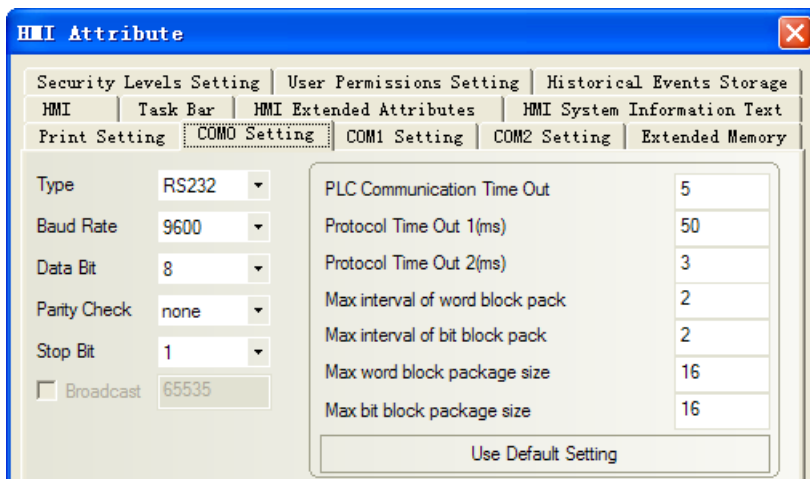 HMI Attribute
Security Levels Setting User Permissions Setting Historical Events Storage
HMI Task Bar HMI Extended Attributes HMI System Information Text
Print Setting COM0 Setting COM1 Setting COM2 Setting Extended Memory
Type RS232
Baud Rate 9600
Data Bit 8
Parity Check none
Stop Bit 1
Broadcast 65535
PLC Communication Time Out 5
Protocol Time Out 1(ms) 50
Protocol Time Out 2(ms) 3
Max interval of word block pack 2
Max interval of bit block pack 2
Max word block package size 16
Max bit block package size 16
Use Default Setting